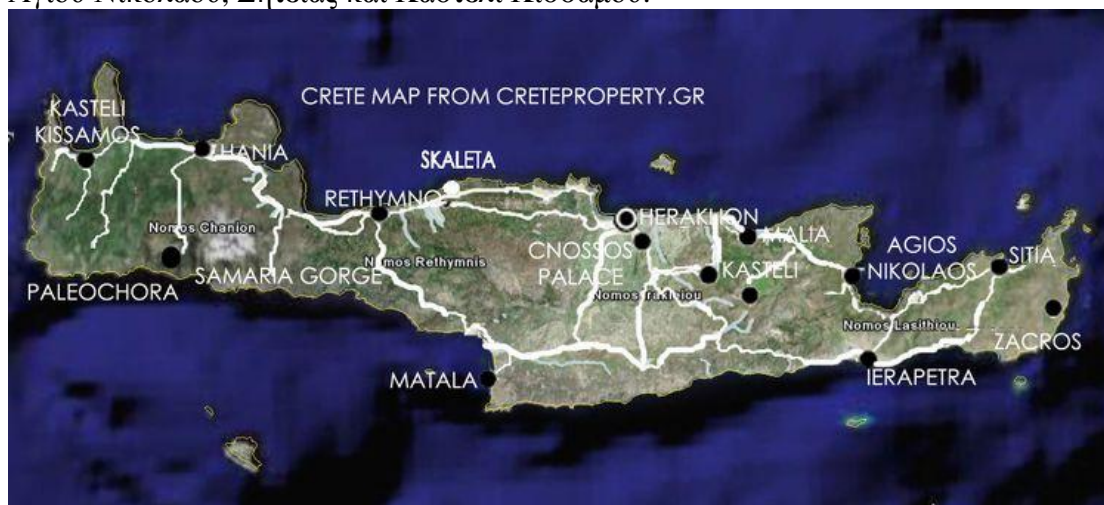 CRETE MAP FROM CRETEPROPERTY.GR
KASTELI
KISSAMOS
HANIA
SKALETA
RETHYMNO
HERAKLION
MALIA
AGIOS
NIKOLAOS
SITIA
CNOSSOS
PALACE
KASTELI
Nomos Chanion
Nomos Rethymnis
SAMARIA GORGE
PALEOCHORA
Nomos Lasithiou
ZACROS
MATALA
IERAPETRA